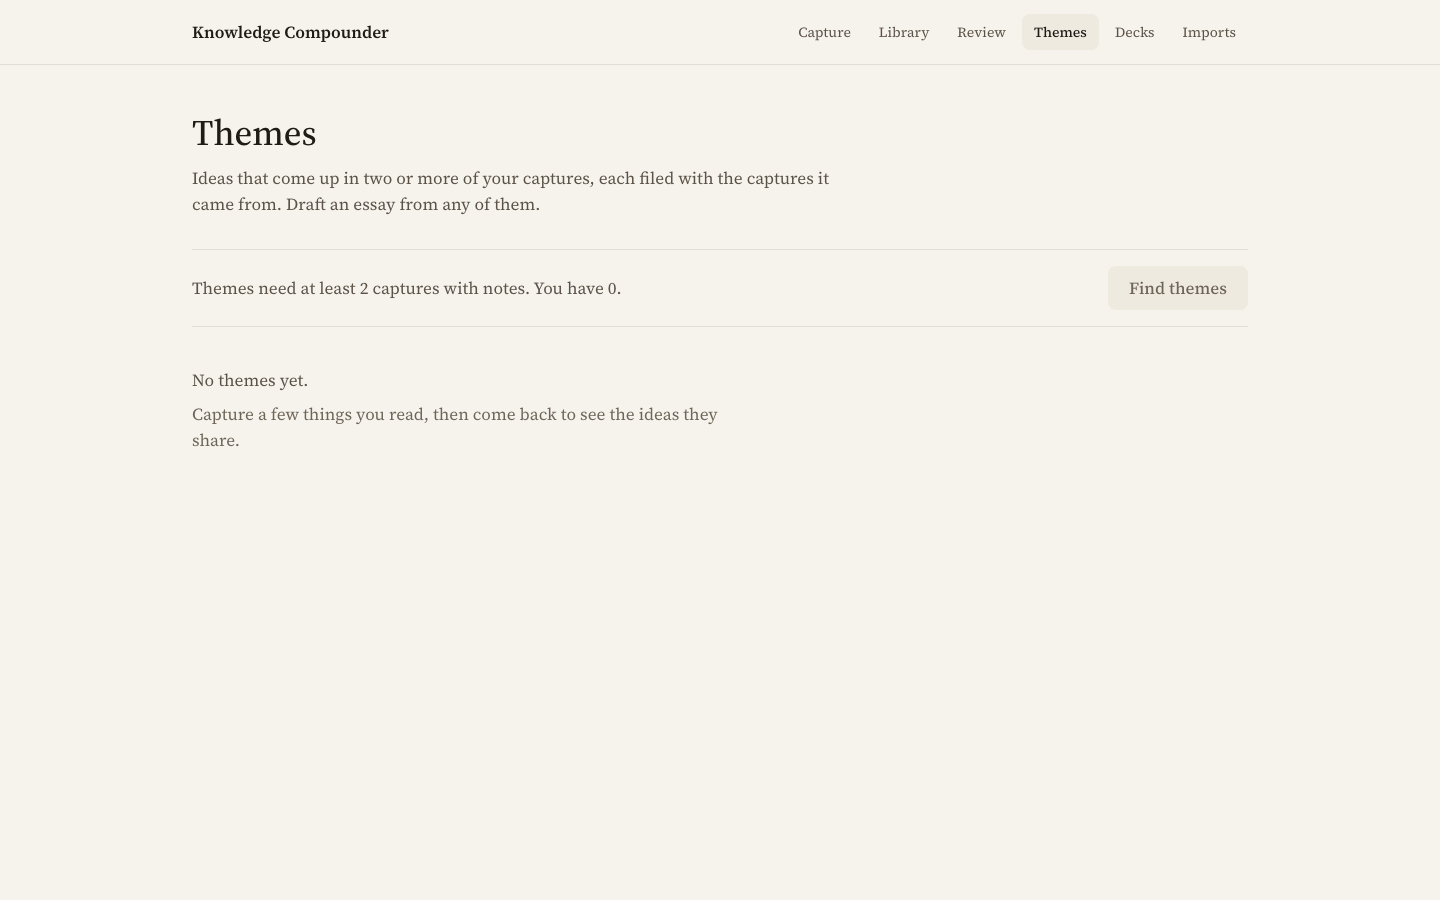 Knowledge Compounder
Capture
Library
Review
Themes
Decks
Imports
Themes
Ideas that come up in two or more of your captures, each filed with the captures it
came from. Draft an essay from any of them.
Themes need at least 2 captures with notes. You have 0.
Find themes
No themes yet.
Capture a few things you read, then come back to see the ideas they
share.